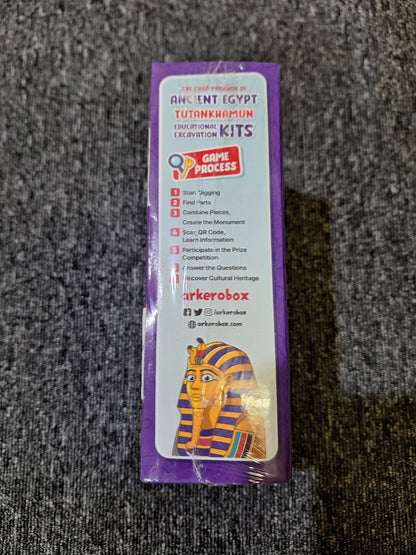 ANCIENT EGYPT
TUTANKHAMUN
EDUCATIONAL
EXCAVATION KITS
GAME
PROCESS
1 Start Digging
2 Find Parts
3 Combine Pieces,
Create the Monument
4 Scan QR Code,
Learn Information
5 Participate in the Prize
Competition
Answer the Questions
Discover Cultural Heritage
arkerobox
/arkerobox
arkerobox.com